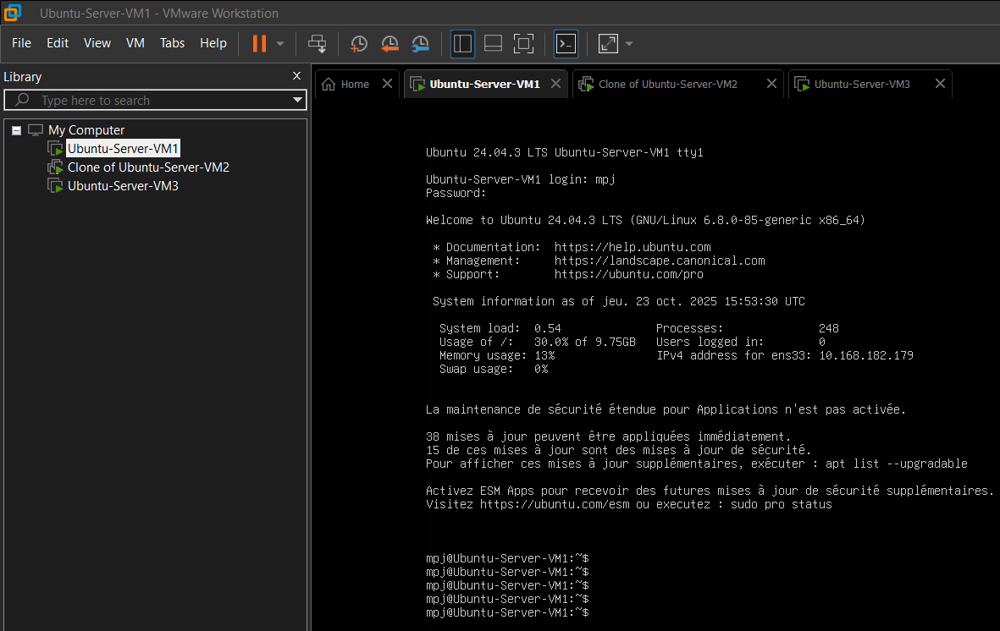 Ubuntu-Server-VM1 - VMware Workstation
File Edit View VM Tabs Help
Library
Type here to search
My Computer
Ubuntu-Server-VM1
Clone of Ubuntu-Server-VM2
Ubuntu-Server-VM3
Home Ubuntu-Server-VM1 Clone of Ubuntu-Server-VM2 Ubuntu-Server-VM3
Ubuntu 24.04.3 LTS Ubuntu-Server-VM1 tty1
Ubuntu-Server-VM1 login: mpj
Password:
Welcome to Ubuntu 24.04.3 LTS (GNU/Linux 6.8.0-85-generic x86_64)
* Documentation: https://help.ubuntu.com
* Management: https://landscape.canonical.com
* Support: https://ubuntu.com/pro
System information as of jeu. 23 oct. 2025 15:53:30 UTC
System load: 0.54 Processes: 248
Usage of /: 30.0% of 9.75GB Users logged in: 0
Memory usage: 13% IPv4 address for ens33: 10.168.182.179
Swap usage: 0%
La maintenance de sécurité étendue pour Applications n'est pas activée.
38 mises à jour peuvent être appliquées immédiatement.
15 de ces mises à jour sont des mises à jour de sécurité.
Pour afficher ces mises à jour supplémentaires, exécuter : apt list --upgradable
Activez ESM Apps pour recevoir des futures mises à jour de sécurité supplémentaires.
Visitez https://ubuntu.com/esm ou executez : sudo pro status
mpj@Ubuntu-Server-VM1:~$
mpj@Ubuntu-Server-VM1:~$
mpj@Ubuntu-Server-VM1:~$
mpj@Ubuntu-Server-VM1:~$
mpj@Ubuntu-Server-VM1:~$